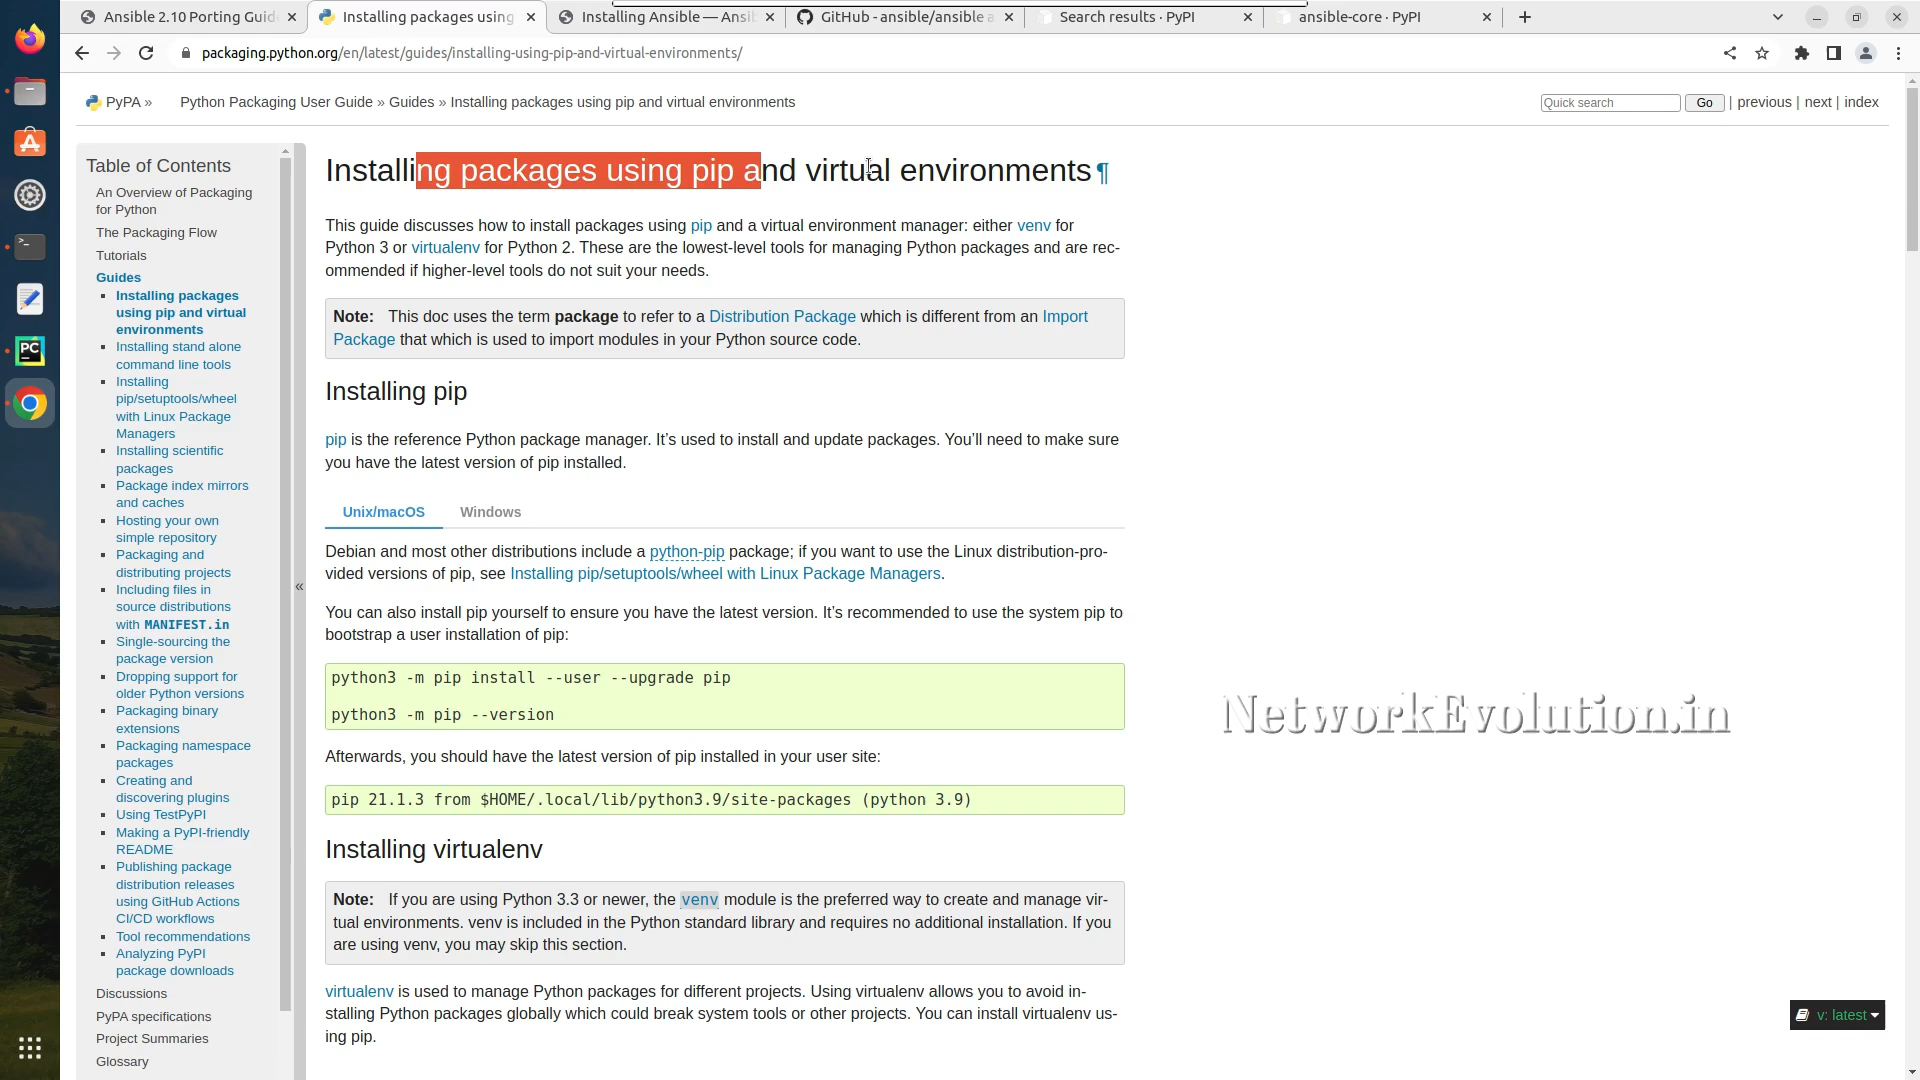 Ansible 2.10 Porting Guid
Installing packages using
Installing Ansible — Ansi
GitHub - ansible/ansible a
Search results · PyPI
ansible-core · PyPI
packaging.python.org/en/latest/guides/installing-using-pip-and-virtual-environments/
PyPA »
Python Packaging User Guide » Guides » Installing packages using pip and virtual environments
Quick search
Go
| previous | next | index
Table of Contents
An Overview of Packaging
for Python
The Packaging Flow
Tutorials
Guides
Installing packages
using pip and virtual
environments
Installing stand alone
command line tools
Installing
pip/setuptools/wheel
with Linux Package
Managers
Installing scientific
packages
Package index mirrors
and caches
Hosting your own
simple repository
Packaging and
distributing projects
Including files in
source distributions
with MANIFEST.in
Single-sourcing the
package version
Dropping support for
older Python versions
Packaging binary
extensions
Packaging namespace
packages
Creating and
discovering plugins
Using TestPyPI
Making a PyPI-friendly
README
Publishing package
distribution releases
using GitHub Actions
CI/CD workflows
Tool recommendations
Analyzing PyPI
package downloads
Discussions
PyPA specifications
Project Summaries
Glossary
«
Installing packages using pip and virtual environments¶
This guide discusses how to install packages using pip and a virtual environment manager: either venv for
Python 3 or virtualenv for Python 2. These are the lowest-level tools for managing Python packages and are rec-
ommended if higher-level tools do not suit your needs.
Note: This doc uses the term package to refer to a Distribution Package which is different from an Import
Package that which is used to import modules in your Python source code.
Installing pip
pip is the reference Python package manager. It’s used to install and update packages. You’ll need to make sure
you have the latest version of pip installed.
Unix/macOS
Windows
Debian and most other distributions include a python-pip package; if you want to use the Linux distribution-pro-
vided versions of pip, see Installing pip/setuptools/wheel with Linux Package Managers.
You can also install pip yourself to ensure you have the latest version. It’s recommended to use the system pip to
bootstrap a user installation of pip:
python3 -m pip install --user --upgrade pip
python3 -m pip --version
Afterwards, you should have the latest version of pip installed in your user site:
pip 21.1.3 from $HOME/.local/lib/python3.9/site-packages (python 3.9)
Installing virtualenv
Note: If you are using Python 3.3 or newer, the venv module is the preferred way to create and manage vir-
tual environments. venv is included in the Python standard library and requires no additional installation. If you
are using venv, you may skip this section.
virtualenv is used to manage Python packages for different projects. Using virtualenv allows you to avoid in-
stalling Python packages globally which could break system tools or other projects. You can install virtualenv us-
ing pip.
NetworkEvolution.in
v: latest
PC